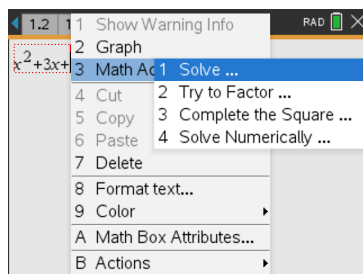 1.2 1
RAD
x²+3x+
1 Show Warning Info
2 Graph
3 Math Ac
1 Solve ...
2 Try to Factor ...
3 Complete the Square ...
4 Solve Numerically ...
4 Cut
5 Copy
6 Paste
7 Delete
8 Format text...
9 Color
A Math Box Attributes...
B Actions